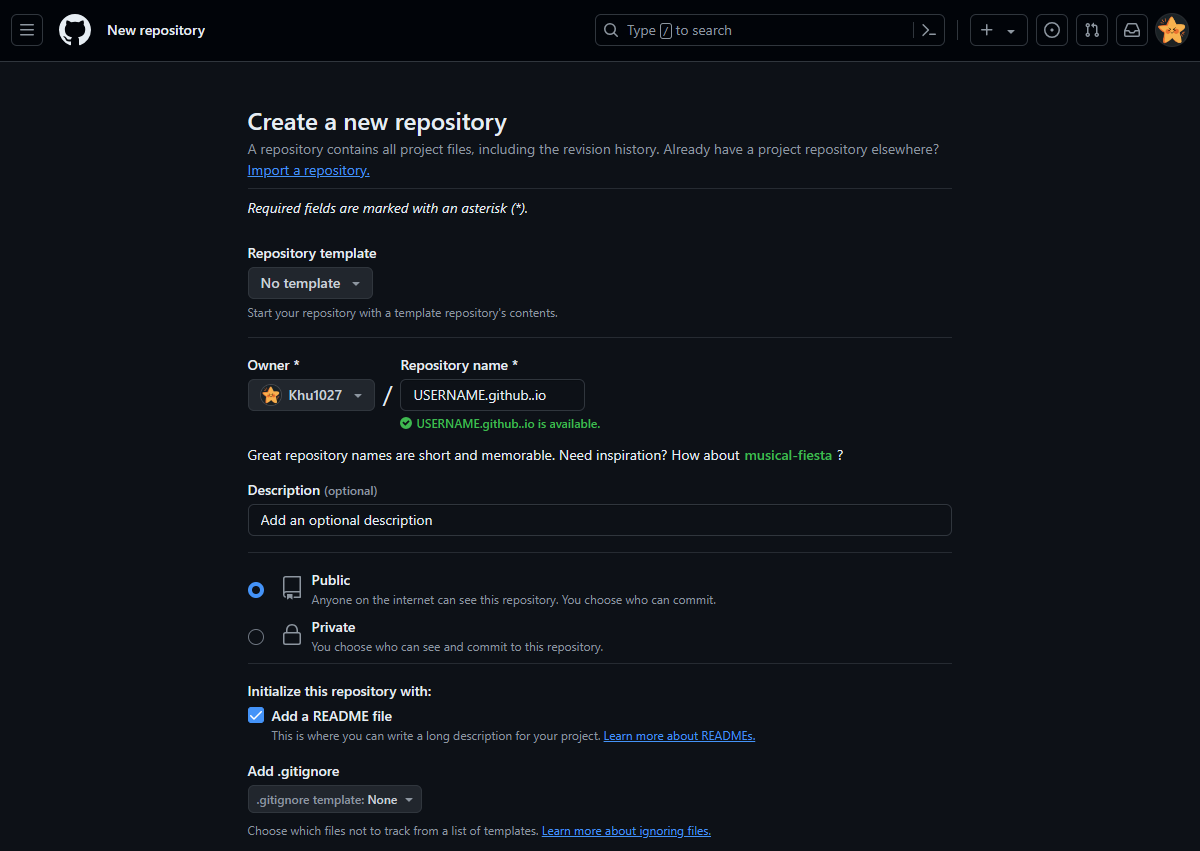 New repository
Type / to search
Create a new repository
A repository contains all project files, including the revision history. Already have a project repository elsewhere?
Import a repository.
Required fields are marked with an asterisk (*).
Repository template
No template
Start your repository with a template repository's contents.
Owner * Repository name *
Khu1027 / USERNAME.github..io
USERNAME.github..io is available.
Great repository names are short and memorable. Need inspiration? How about musical-fiesta ?
Description (optional)
Add an optional description
Public
Anyone on the internet can see this repository. You choose who can commit.
Private
You choose who can see and commit to this repository.
Initialize this repository with:
Add a README file
This is where you can write a long description for your project. Learn more about READMEs.
Add .gitignore
.gitignore template: None
Choose which files not to track from a list of templates. Learn more about ignoring files.